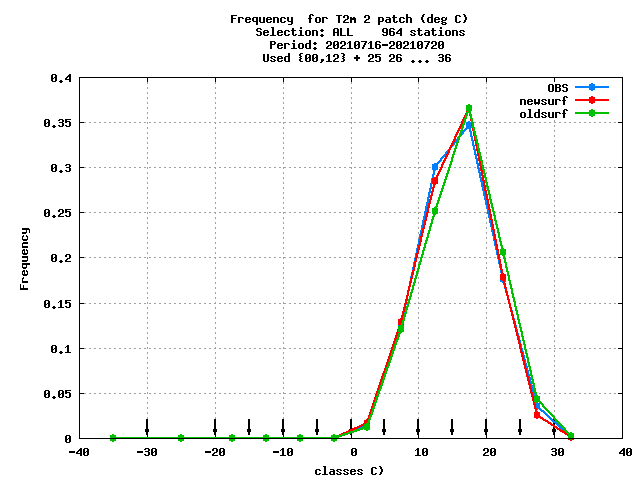 Frequency  for T2m 2 patch (deg C)
Selection: ALL    964 stations
Period: 20210716-20210720
Used {00,12} + 25 26 ... 36
OBS
newsurf
oldsurf
0.4
0.35
0.3
0.25
0.2
0.15
0.1
0.05
0
Frequency
-40 -30 -20 -10 0 10 20 30 40
classes C)